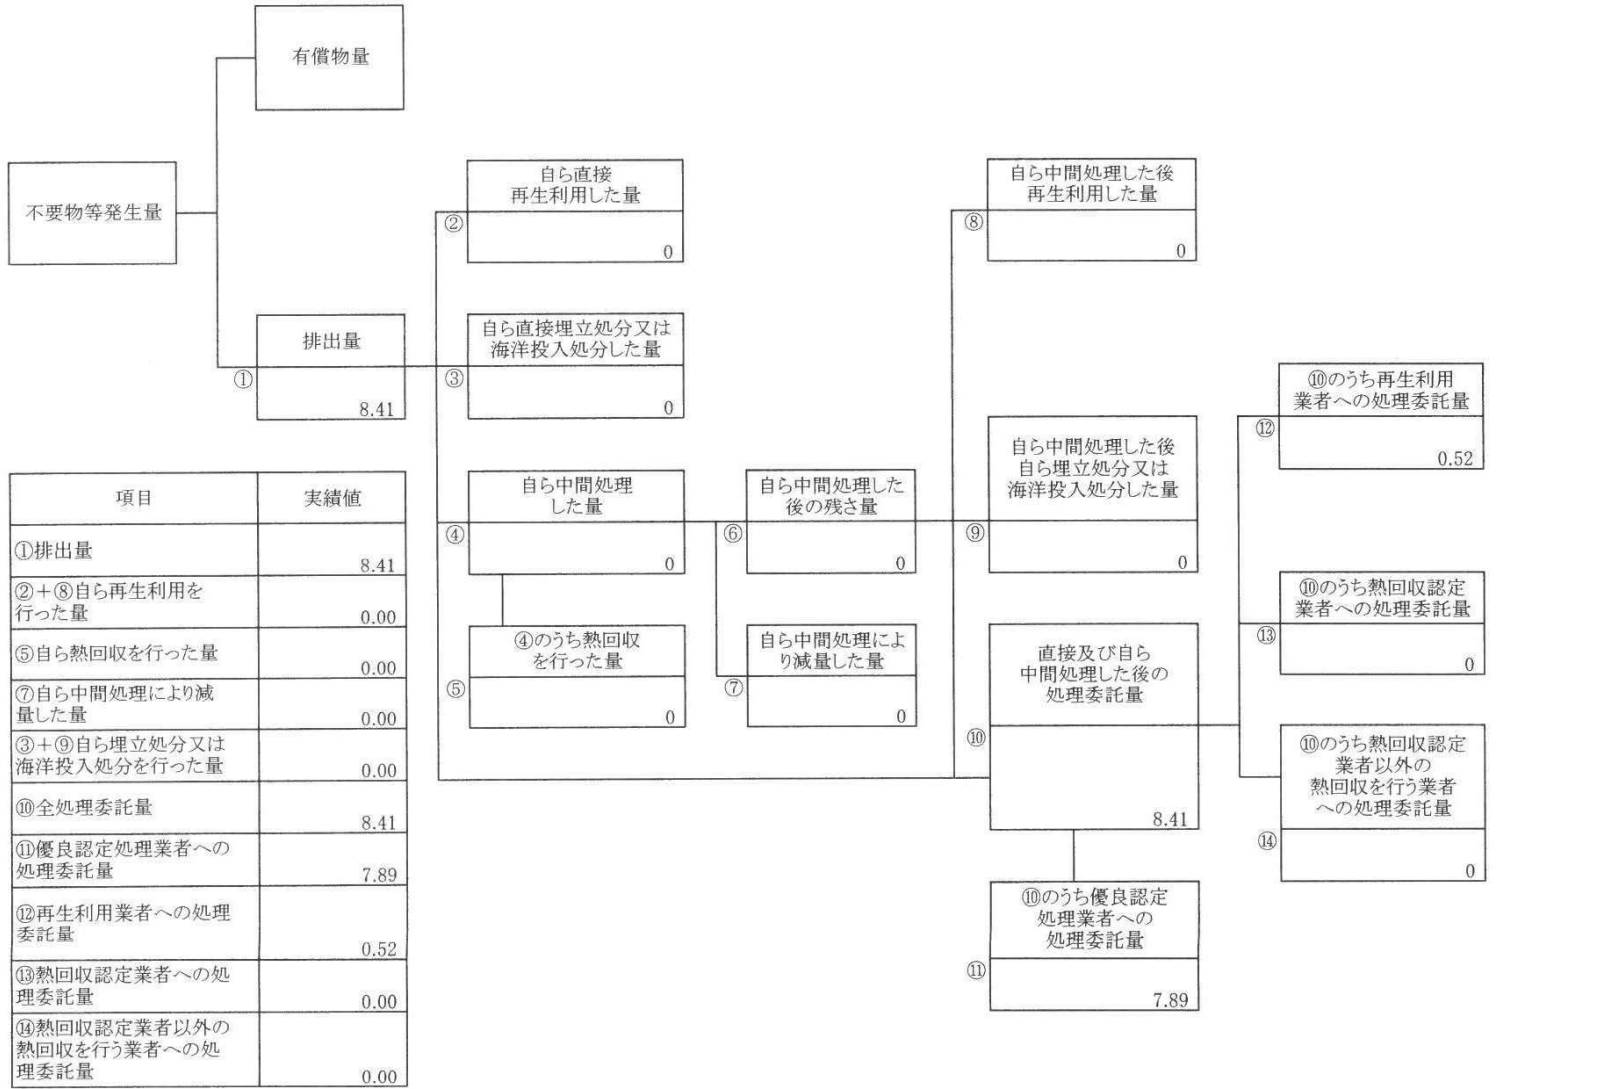 有償物量
不要物等発生量
排出量
①
8.41
自ら直接
再生利用した量
②
0
自ら直接埋立処分又は
海洋投入処分した量
③
0
自ら中間処理
した量
④
0
④のうち熱回収
を行った量
⑤
0
自ら中間処理した
後の残さ量
⑥
0
自ら中間処理によ
り減量した量
⑦
0
自ら中間処理した後
再生利用した量
⑧
0
自ら中間処理した後
自ら埋立処分又は
海洋投入処分した量
⑨
0
直接及び自ら
中間処理した後の
処理委託量
⑩
8.41
⑩のうち優良認定
処理業者への
処理委託量
⑪
7.89
⑩のうち再生利用
業者への処理委託量
⑫
0.52
⑩のうち熱回収認定
業者への処理委託量
⑬
0
⑩のうち熱回収認定
業者以外の
熱回収を行う業者
への処理委託量
⑭
0
項目 実績値
①排出量
8.41
②＋⑧自ら再生利用を
行った量
0.00
⑤自ら熱回収を行った量
0.00
⑦自ら中間処理により減
量した量
0.00
③＋⑨自ら埋立処分又は
海洋投入処分を行った量
0.00
⑩全処理委託量
8.41
⑪優良認定処理業者への
処理委託量
7.89
⑫再生利用業者への処理
委託量
0.52
⑬熱回収認定業者への処
理委託量
0.00
⑭熱回収認定業者以外の
熱回収を行う業者への処
理委託量
0.00